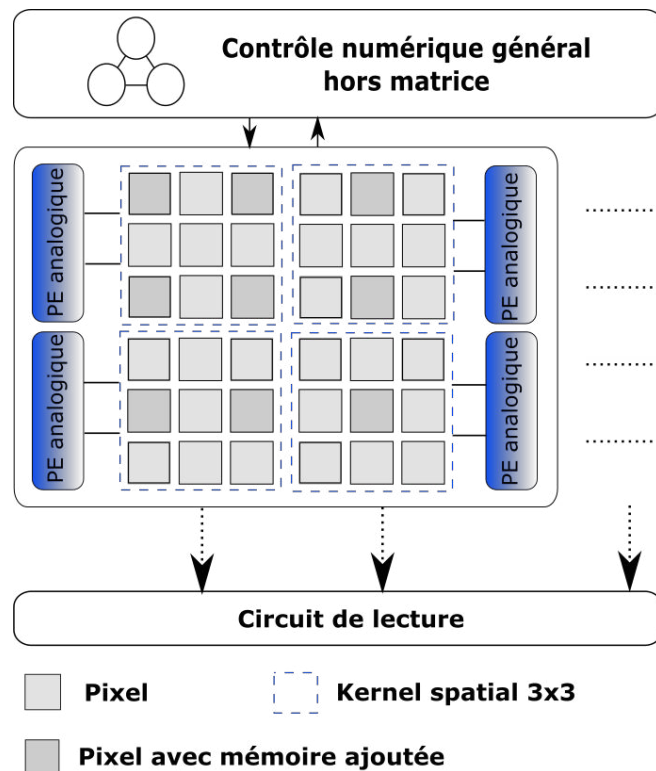 Contrôle numérique général
hors matrice
PE analogique
PE analogique
PE analogique
PE analogique
Circuit de lecture
Pixel
Kernel spatial 3x3
Pixel avec mémoire ajoutée